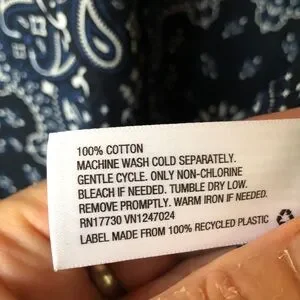 100% COTTON
MACHINE WASH COLD SEPARATELY.
GENTLE CYCLE. ONLY NON-CHLORINE
BLEACH IF NEEDED. TUMBLE DRY LOW.
REMOVE PROMPTLY. WARM IRON IF NEEDED.
RN17730 VN1247024
LABEL MADE FROM 100% RECYCLED PLASTIC